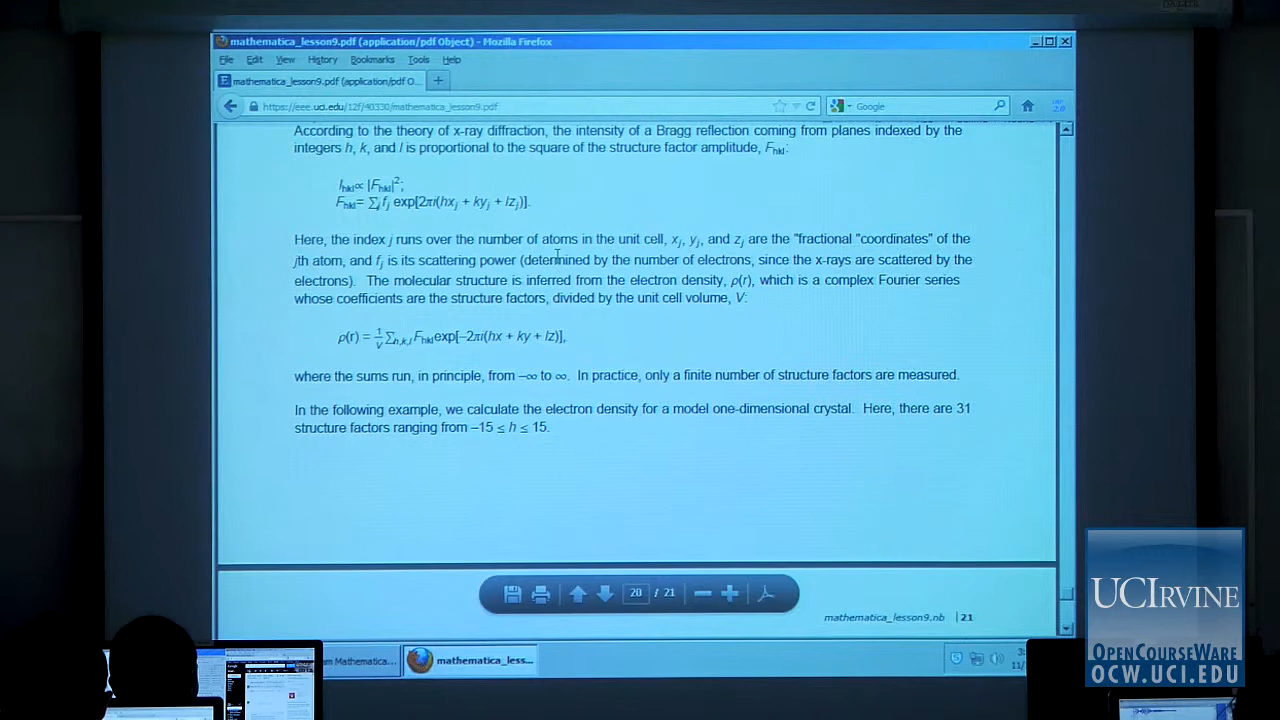 mathematica_lesson9.pdf (application/pdf Object) - Mozilla Firefox
File Edit View History Bookmarks Tools Help
mathematica_lesson9.pdf (application/pdf O...
https://eee.uci.edu/12f/40330/mathematica_lesson9.pdf
Google
According to the theory of x-ray diffraction, the intensity of a Bragg reflection coming from planes indexed by the
integers h, k, and l is proportional to the square of the structure factor amplitude, Fhkl:
Ihkl∝ |Fhkl|²;
Fhkl= ∑j fj exp[2πi(hxj + kyj + lzj)].
Here, the index j runs over the number of atoms in the unit cell, xj, yj, and zj are the "fractional "coordinates" of the
jth atom, and fj is its scattering power (determined by the number of electrons, since the x-rays are scattered by the
electrons). The molecular structure is inferred from the electron density, ρ(r), which is a complex Fourier series
whose coefficients are the structure factors, divided by the unit cell volume, V:
ρ(r) = 1/V ∑h,k,l Fhkl exp[−2πi(hx + ky + lz)],
where the sums run, in principle, from −∞ to ∞. In practice, only a finite number of structure factors are measured.
In the following example, we calculate the electron density for a model one-dimensional crystal. Here, there are 31
structure factors ranging from −15 ≤ h ≤ 15.
20 / 21
mathematica_lesson9.nb | 21
Mathematica...
mathematica_less...
UCIRVINE
OPENCOURSEWARE
OCW.UCI.EDU